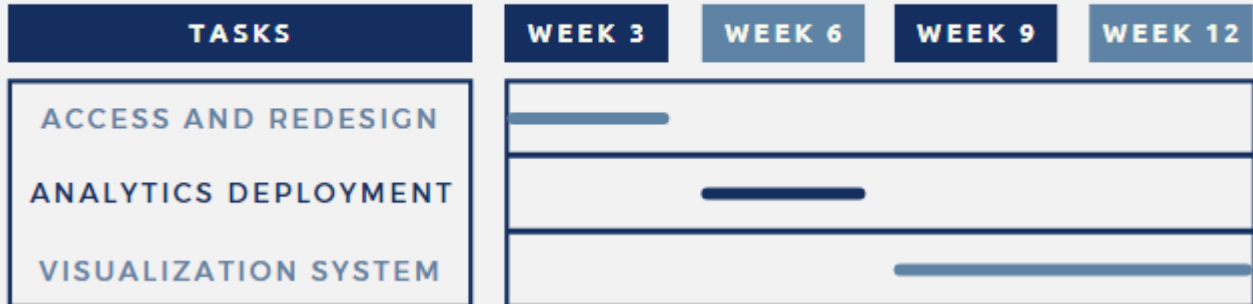 TASKS
WEEK 3
WEEK 6
WEEK 9
WEEK 12
ACCESS AND REDESIGN
ANALYTICS DEPLOYMENT
VISUALIZATION SYSTEM